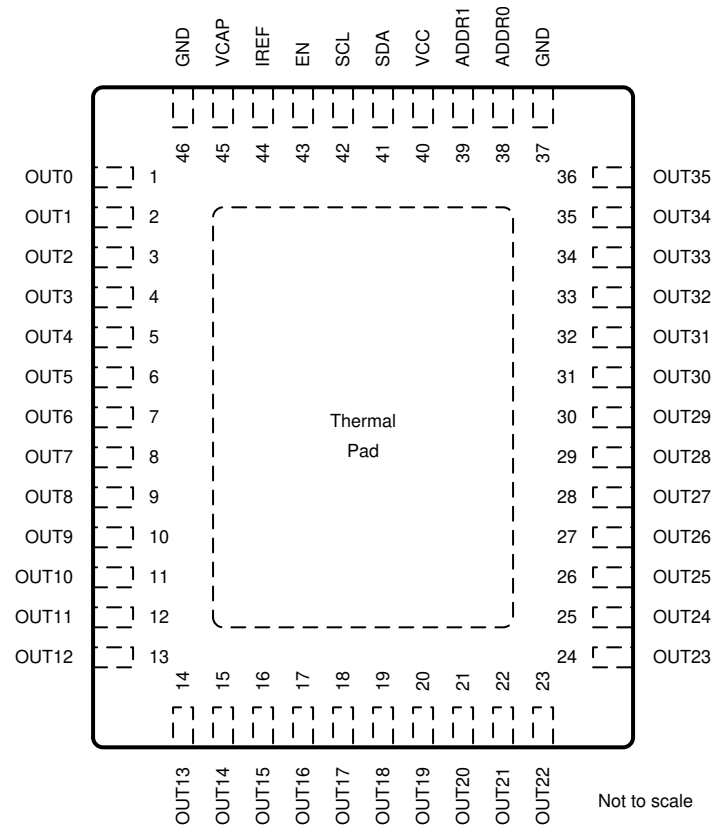 GND VCAP IREF EN SCL SDA VCC ADDR1 ADDR0 GND
46 45 44 43 42 41 40 39 38 37
OUT0 1 36 OUT35
OUT1 2 35 OUT34
OUT2 3 34 OUT33
OUT3 4 33 OUT32
OUT4 5 32 OUT31
OUT5 6 31 OUT30
OUT6 7 30 OUT29
OUT7 8 29 OUT28
OUT8 9 28 OUT27
OUT9 10 27 OUT26
OUT10 11 26 OUT25
OUT11 12 25 OUT24
OUT12 13 24 OUT23
Thermal
Pad
14 15 16 17 18 19 20 21 22 23
OUT13 OUT14 OUT15 OUT16 OUT17 OUT18 OUT19 OUT20 OUT21 OUT22
Not to scale